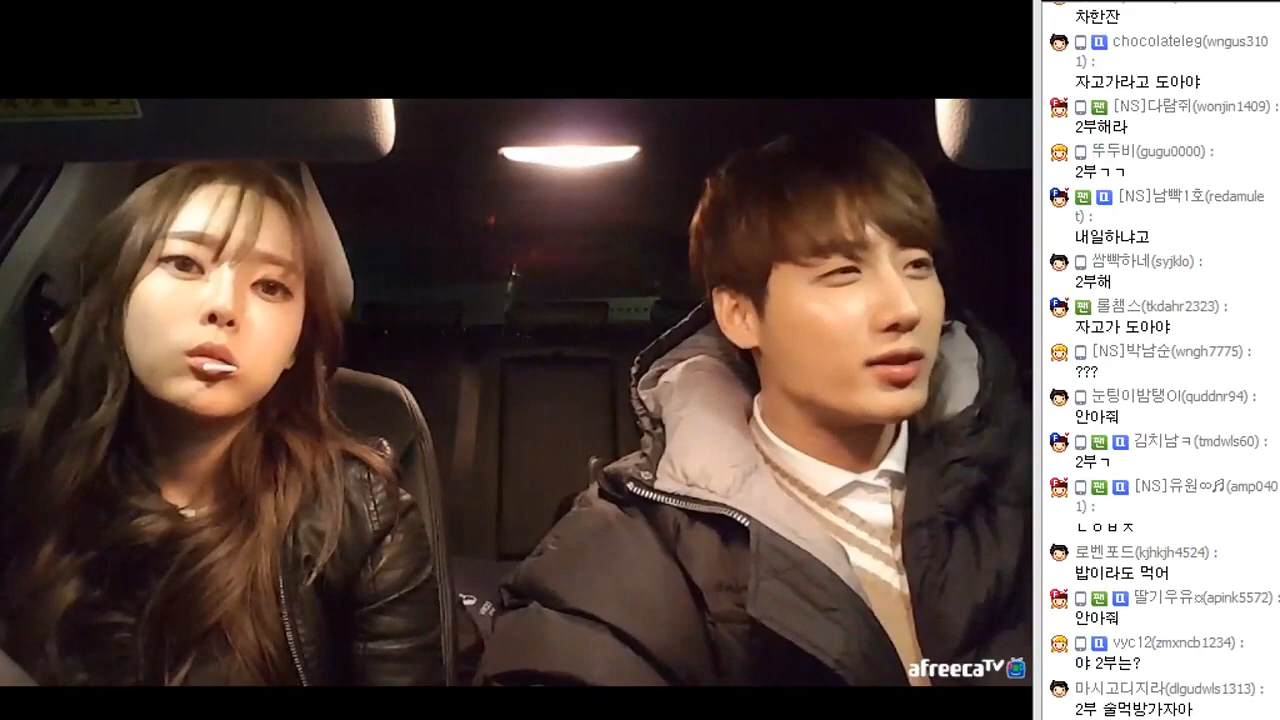 차한잔
chocolateleg(wngus310
1) :
자고가라고 도아야
[NS]다람쥐(wonjin1409) :
2부해라
뚜두비(gugu0000) :
2부ㄱㄱ
[NS]남빡1호(redamule
t) :
내일하냐고
쌈빡하네(syjklo) :
2부해
롤챔스(tkdahr2323) :
자고가 도아야
[NS]박남순(wngh7775) :
???
눈팅이밤탱이(quddnr94) :
안아줘
김치남ㅋ(tmdwls60) :
2부ㄱ
[NS]유원∞♬(amp040
1) :
ㄴㅇㅂㅈ
로벤포드(kjhkjh4524) :
밥이라도 먹어
딸기우유¤(apink5572) :
안아줘
vyc12(zmxncb1234) :
야 2부는?
마시고디지라(dlgudwls1313) :
2부 술먹방가자아
afreecaTV